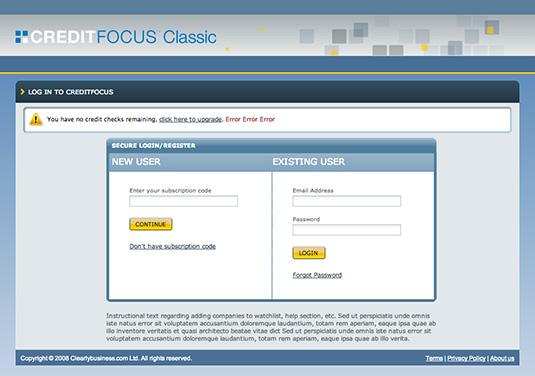 CREDITFOCUS Classic
LOG IN TO CREDITFOCUS
You have no credit checks remaining, click here to upgrade. Error Error Error
SECURE LOGIN/REGISTER
NEW USER
Enter your subscription code
CONTINUE
Don't have subscription code
EXISTING USER
Email Address
Password
LOGIN
Forgot Password
Instructional text regarding adding companies to watchlist, help section, etc. Sed ut perspiciatis unde omnis
iste natus error sit voluptatem accusantium doloremque laudantium, totam rem aperiam, eaque ipsa quae ab
illo inventore veritatis et quasi architecto beatae vitae dict Sed ut perspiciatis unde omnis iste natus error sit
voluptatem accusantium doloremque laudantium, totam rem aperiam, eaque ipsa quae ab illo verita.
Copyright © 2008 Clearlybusiness.com Ltd. All rights reserved.
Terms | Privacy Policy | About us